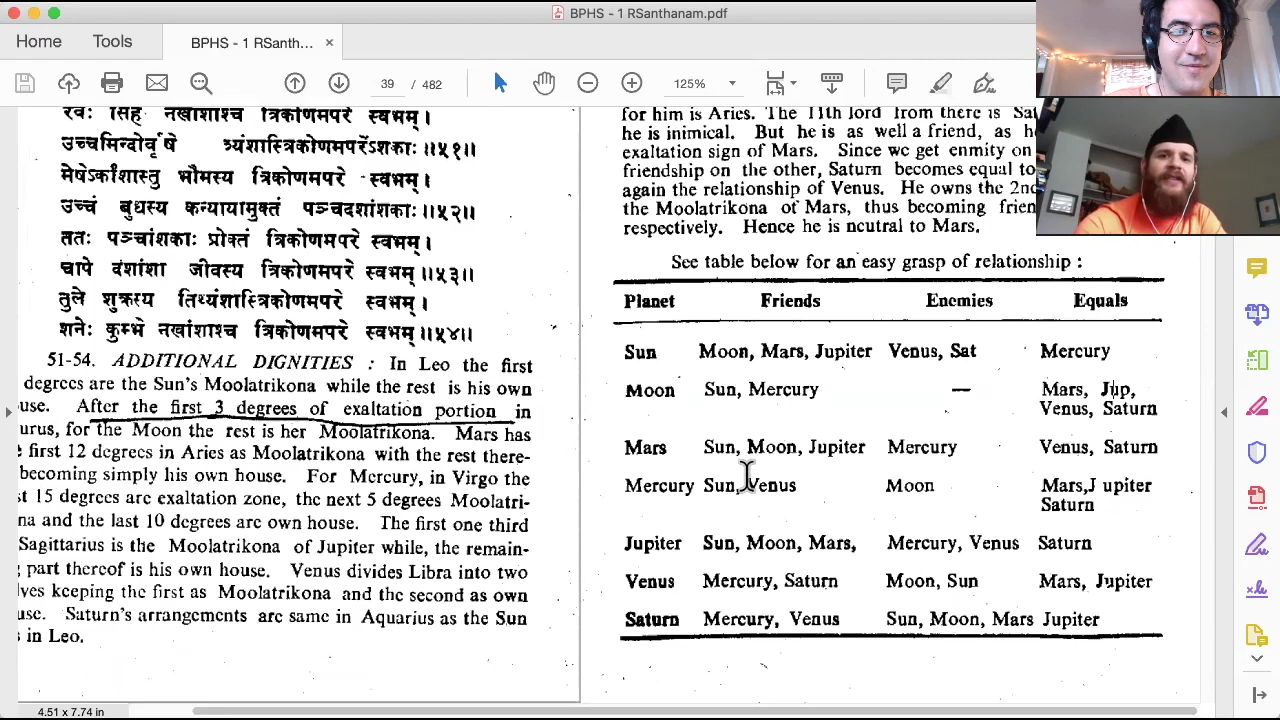 BPHS - 1 RSanthanam.pdf
Home Tools BPHS - 1 RSanth... ×
39 / 482 125%
रवेः सिंहे नखांशाश्च त्रिकोणमपरे स्वभम् ।
उच्चमिन्दोर्वृषे त्र्यंशास्त्रिकोणमपरेंऽशकाः ॥५१॥
मेषेऽर्कांशास्तु भौमस्य त्रिकोणमपरे स्वभम् ।
उच्चं बुधस्य कन्यायामुक्तं पञ्चदशांशकाः ॥५२॥
ततः पञ्चांशकाः प्रोक्तं त्रिकोणमपरे स्वभम् ।
चापे दशांशा जीवस्य त्रिकोणमपरे स्वभम् ॥५३॥
तुले शुक्रस्य तिथ्यंशास्त्रिकोणमपरे स्वभम् ।
शनेः कुम्भे नखांशाश्च त्रिकोणमपरे स्वभम् ॥५४॥
51-54. ADDITIONAL DIGNITIES : In Leo the first
degrees are the Sun's Moolatrikona while the rest is his own
use. After the first 3 degrees of exaltation portion in
urus, for the Moon the rest is her Moolatrikona. Mars has
first 12 degrees in Aries as Moolatrikona with the rest there-
becoming simply his own house. For Mercury, in Virgo the
st 15 degrees are exaltation zone, the next 5 degrees Moolatri-
na and the last 10 degrees are own house. The first one third
Sagittarius is the Moolatrikona of Jupiter while, the remain-
part thereof is his own house. Venus divides Libra into two
lves keeping the first as Moolatrikona and the second as own
use. Saturn's arrangements are same in Aquarius as the Sun
in Leo.
for him is Aries. The 11th lord from there is Sat
he is inimical. But he is as well a friend, as h
exaltation sign of Mars. Since we get enmity on
friendship on the other, Saturn becomes equal to
again the relationship of Venus. He owns the 2nd
the Moolatrikona of Mars, thus becoming frien
respectively. Hence he is neutral to Mars.
See table below for an easy grasp of relationship :
Planet Friends Enemies Equals
Sun Moon, Mars, Jupiter Venus, Sat Mercury
Moon Sun, Mercury — Mars, Jup,
Venus, Saturn
Mars Sun, Moon, Jupiter Mercury Venus, Saturn
Mercury Sun, Venus Moon Mars,J upiter
Saturn
Jupiter Sun, Moon, Mars, Mercury, Venus Saturn
Venus Mercury, Saturn Moon, Sun Mars, Jupiter
Saturn Mercury, Venus Sun, Moon, Mars Jupiter
4.51 x 7.74 in